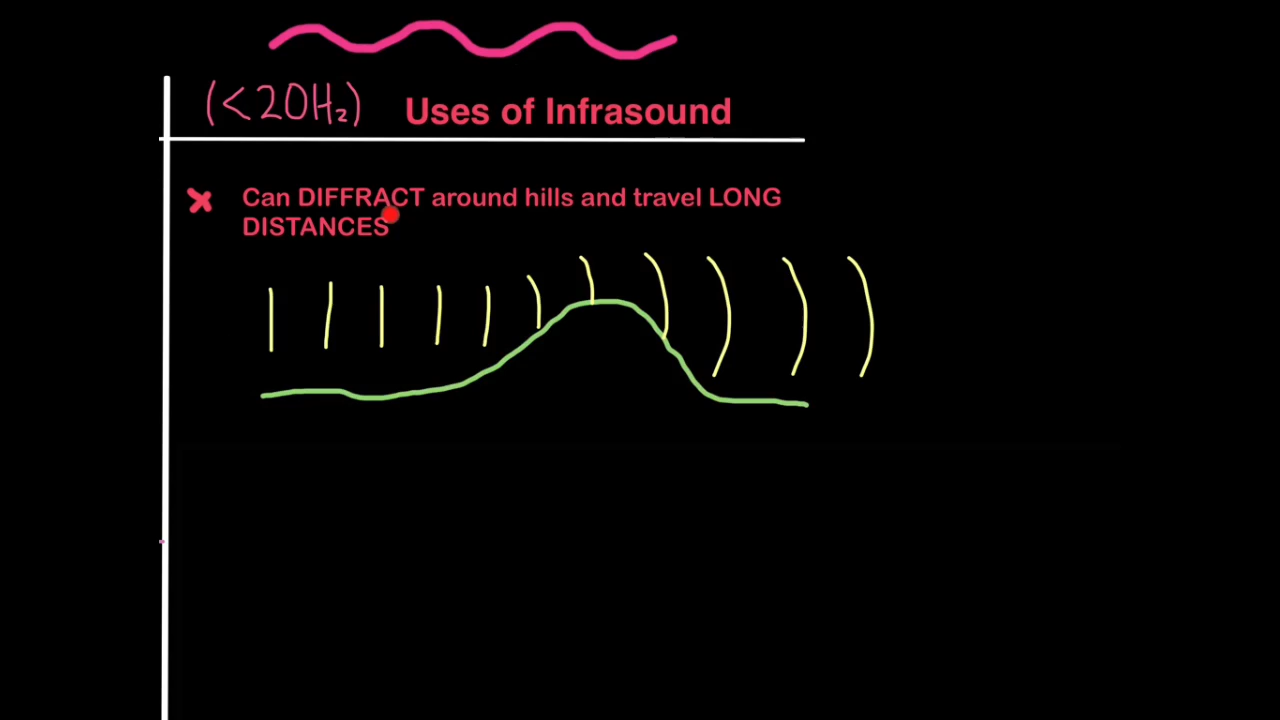 (<20Hz) Uses of Infrasound
Can DIFFRACT around hills and travel LONG
DISTANCES